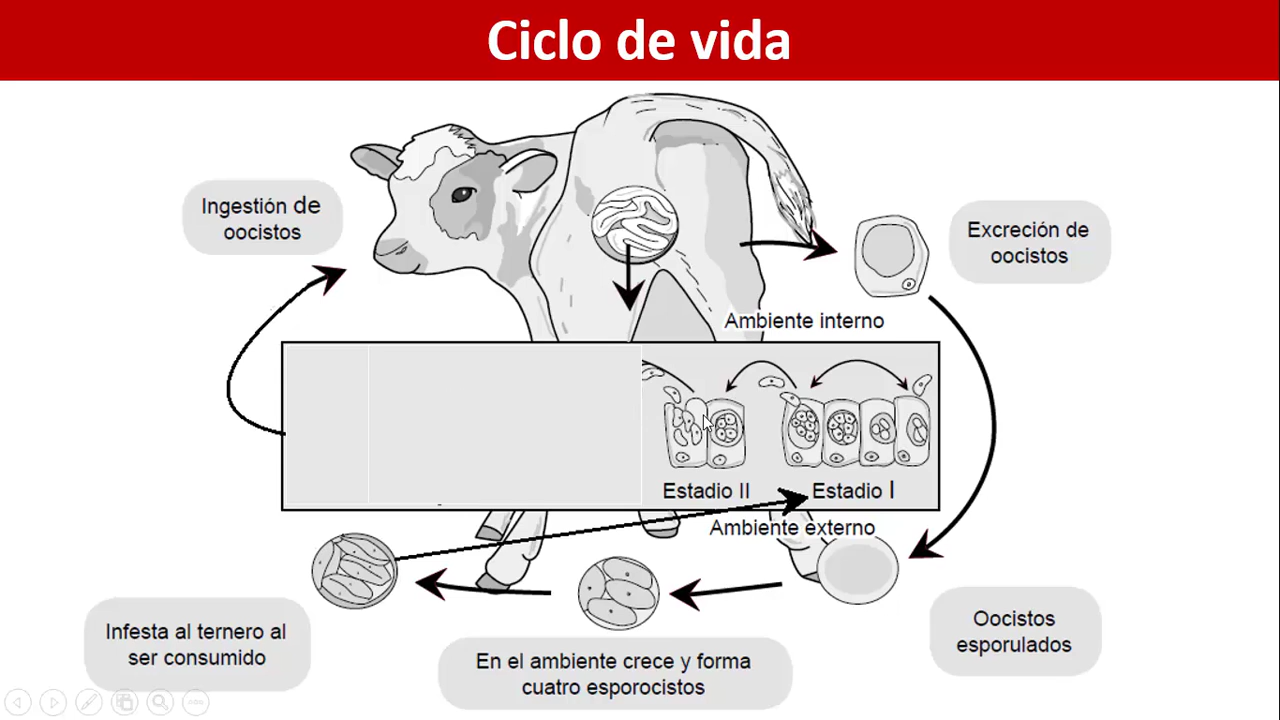 Ciclo de vida
Ingestión de
oocistos
Excreción de
oocistos
Ambiente interno
Estadio II
Estadio I
Ambiente externo
Infesta al ternero al
ser consumido
En el ambiente crece y forma
cuatro esporocistos
Oocistos
esporulados